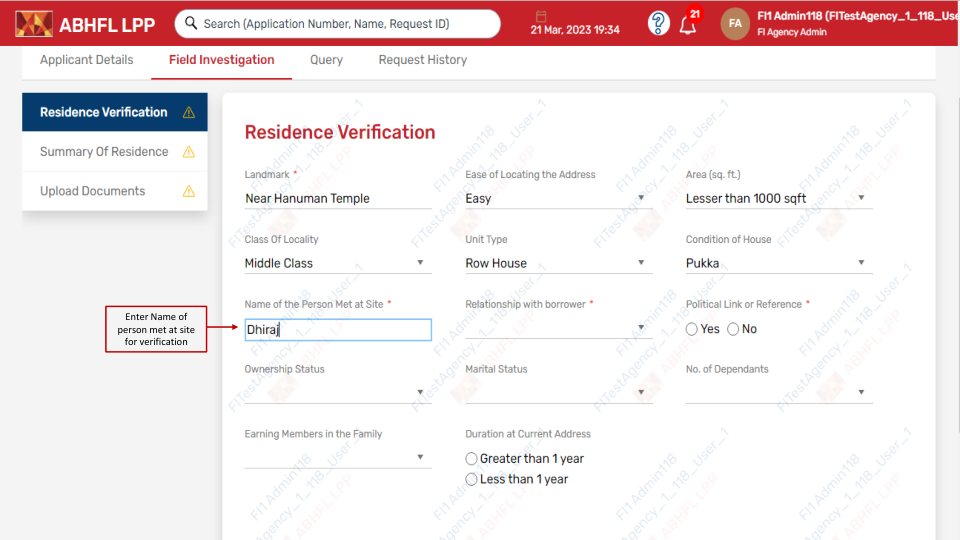 ABHFL LPP
Search (Application Number, Name, Request ID)
21 Mar, 2023 19:34
21
FA
FI1 Admin118 (FITestAgency_1_118_Use
FI Agency Admin
Applicant Details
Field Investigation
Query
Request History
Residence Verification
Summary Of Residence
Upload Documents
Residence Verification
Landmark *
Near Hanuman Temple
Ease of Locating the Address
Easy
Area (sq. ft.)
Lesser than 1000 sqft
Class Of Locality
Middle Class
Unit Type
Row House
Condition of House
Pukka
Enter Name of
person met at site
for verification
Name of the Person Met at Site *
Dhiraj
Relationship with borrower *
Political Link or Reference *
Yes
No
Ownership Status
Marital Status
No. of Dependants
Earning Members in the Family
Duration at Current Address
Greater than 1 year
Less than 1 year
FI1 Admin118
FITestAgency_1_118_User_1
ABHFL LPP